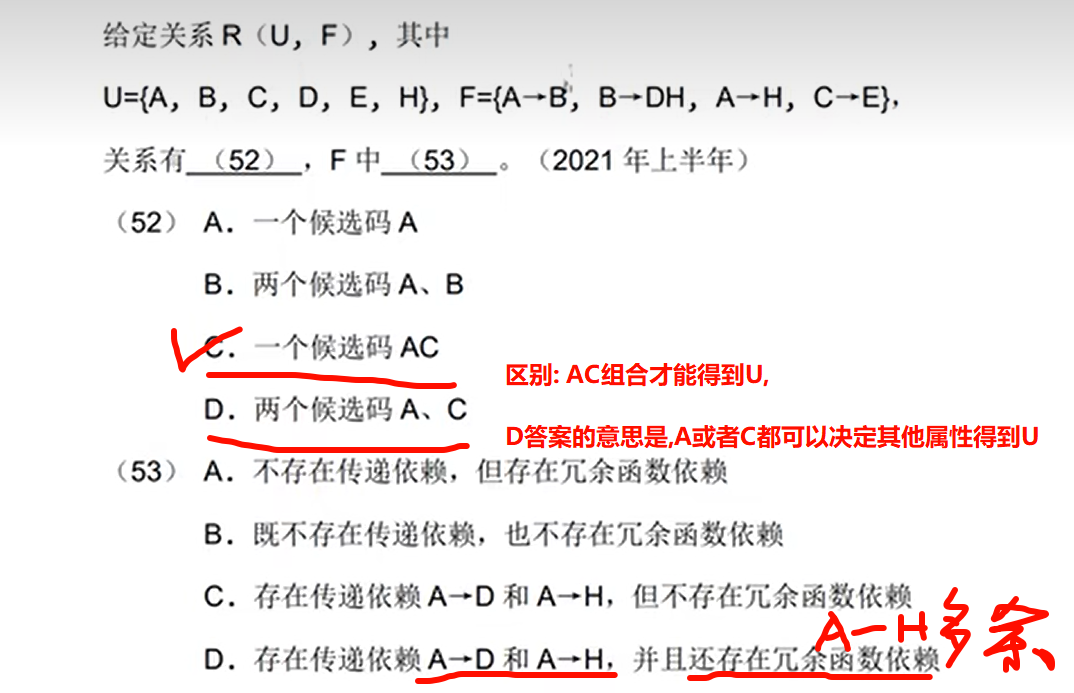 给定关系 R（U，F），其中
U={A，B，C，D，E，H}，F={A→B，B→DH，A→H，C→E}，
关系有 （52） ，F 中 （53） 。（2021 年上半年）
（52） A．一个候选码 A
B．两个候选码 A、B
C．一个候选码 AC
区别: AC组合才能得到U,
D．两个候选码 A、C
D答案的意思是,A或者C都可以决定其他属性得到U
（53） A．不存在传递依赖，但存在冗余函数依赖
B．既不存在传递依赖，也不存在冗余函数依赖
C．存在传递依赖 A→D 和 A→H，但不存在冗余函数依赖
A－H多余
D．存在传递依赖 A→D 和 A→H，并且还存在冗余函数依赖